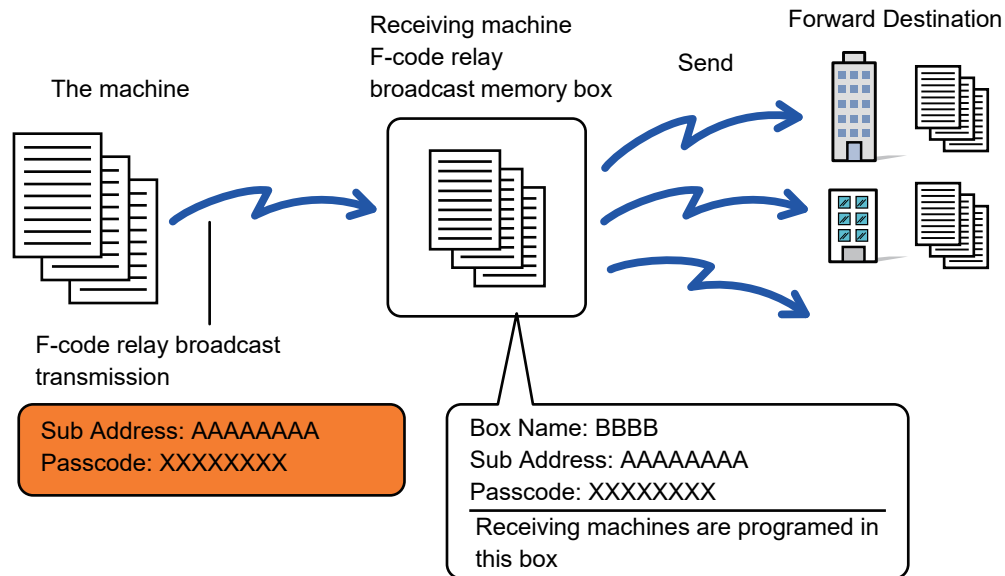 The machine
Receiving machine
F-code relay
broadcast memory box
Send
Forward Destination
F-code relay broadcast
transmission
Sub Address: AAAAAAAA
Passcode: XXXXXXXX
Box Name: BBBB
Sub Address: AAAAAAAA
Passcode: XXXXXXXX
Receiving machines are programed in
this box